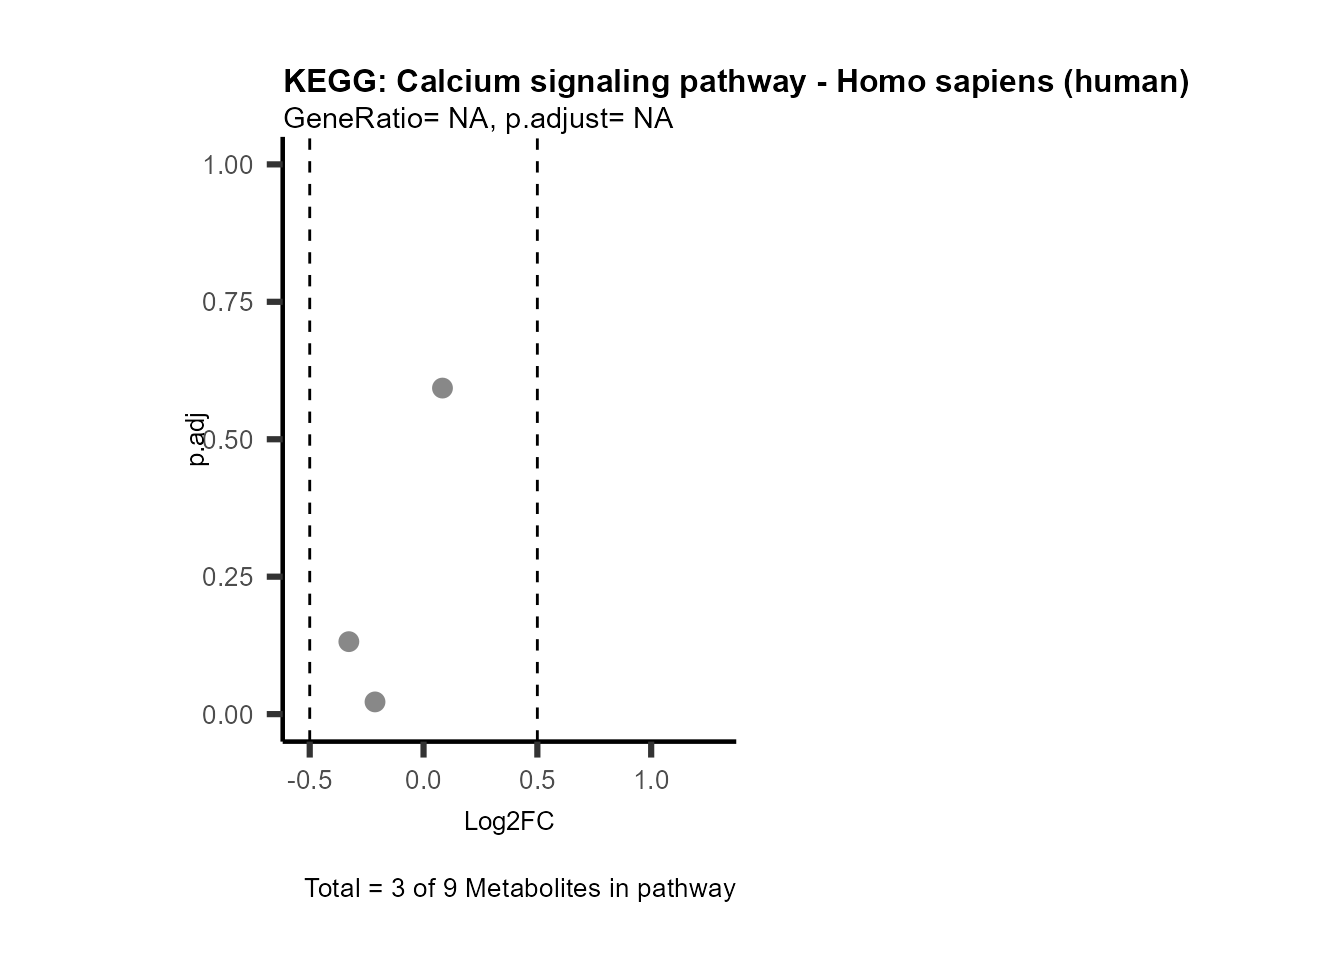 KEGG: Calcium signaling pathway - Homo sapiens (human)
GeneRatio= NA, p.adjust= NA
1.00
0.75
p.adj
0.50
0.25
0.00
-0.5 0.0 0.5 1.0
Log2FC
Total = 3 of 9 Metabolites in pathway